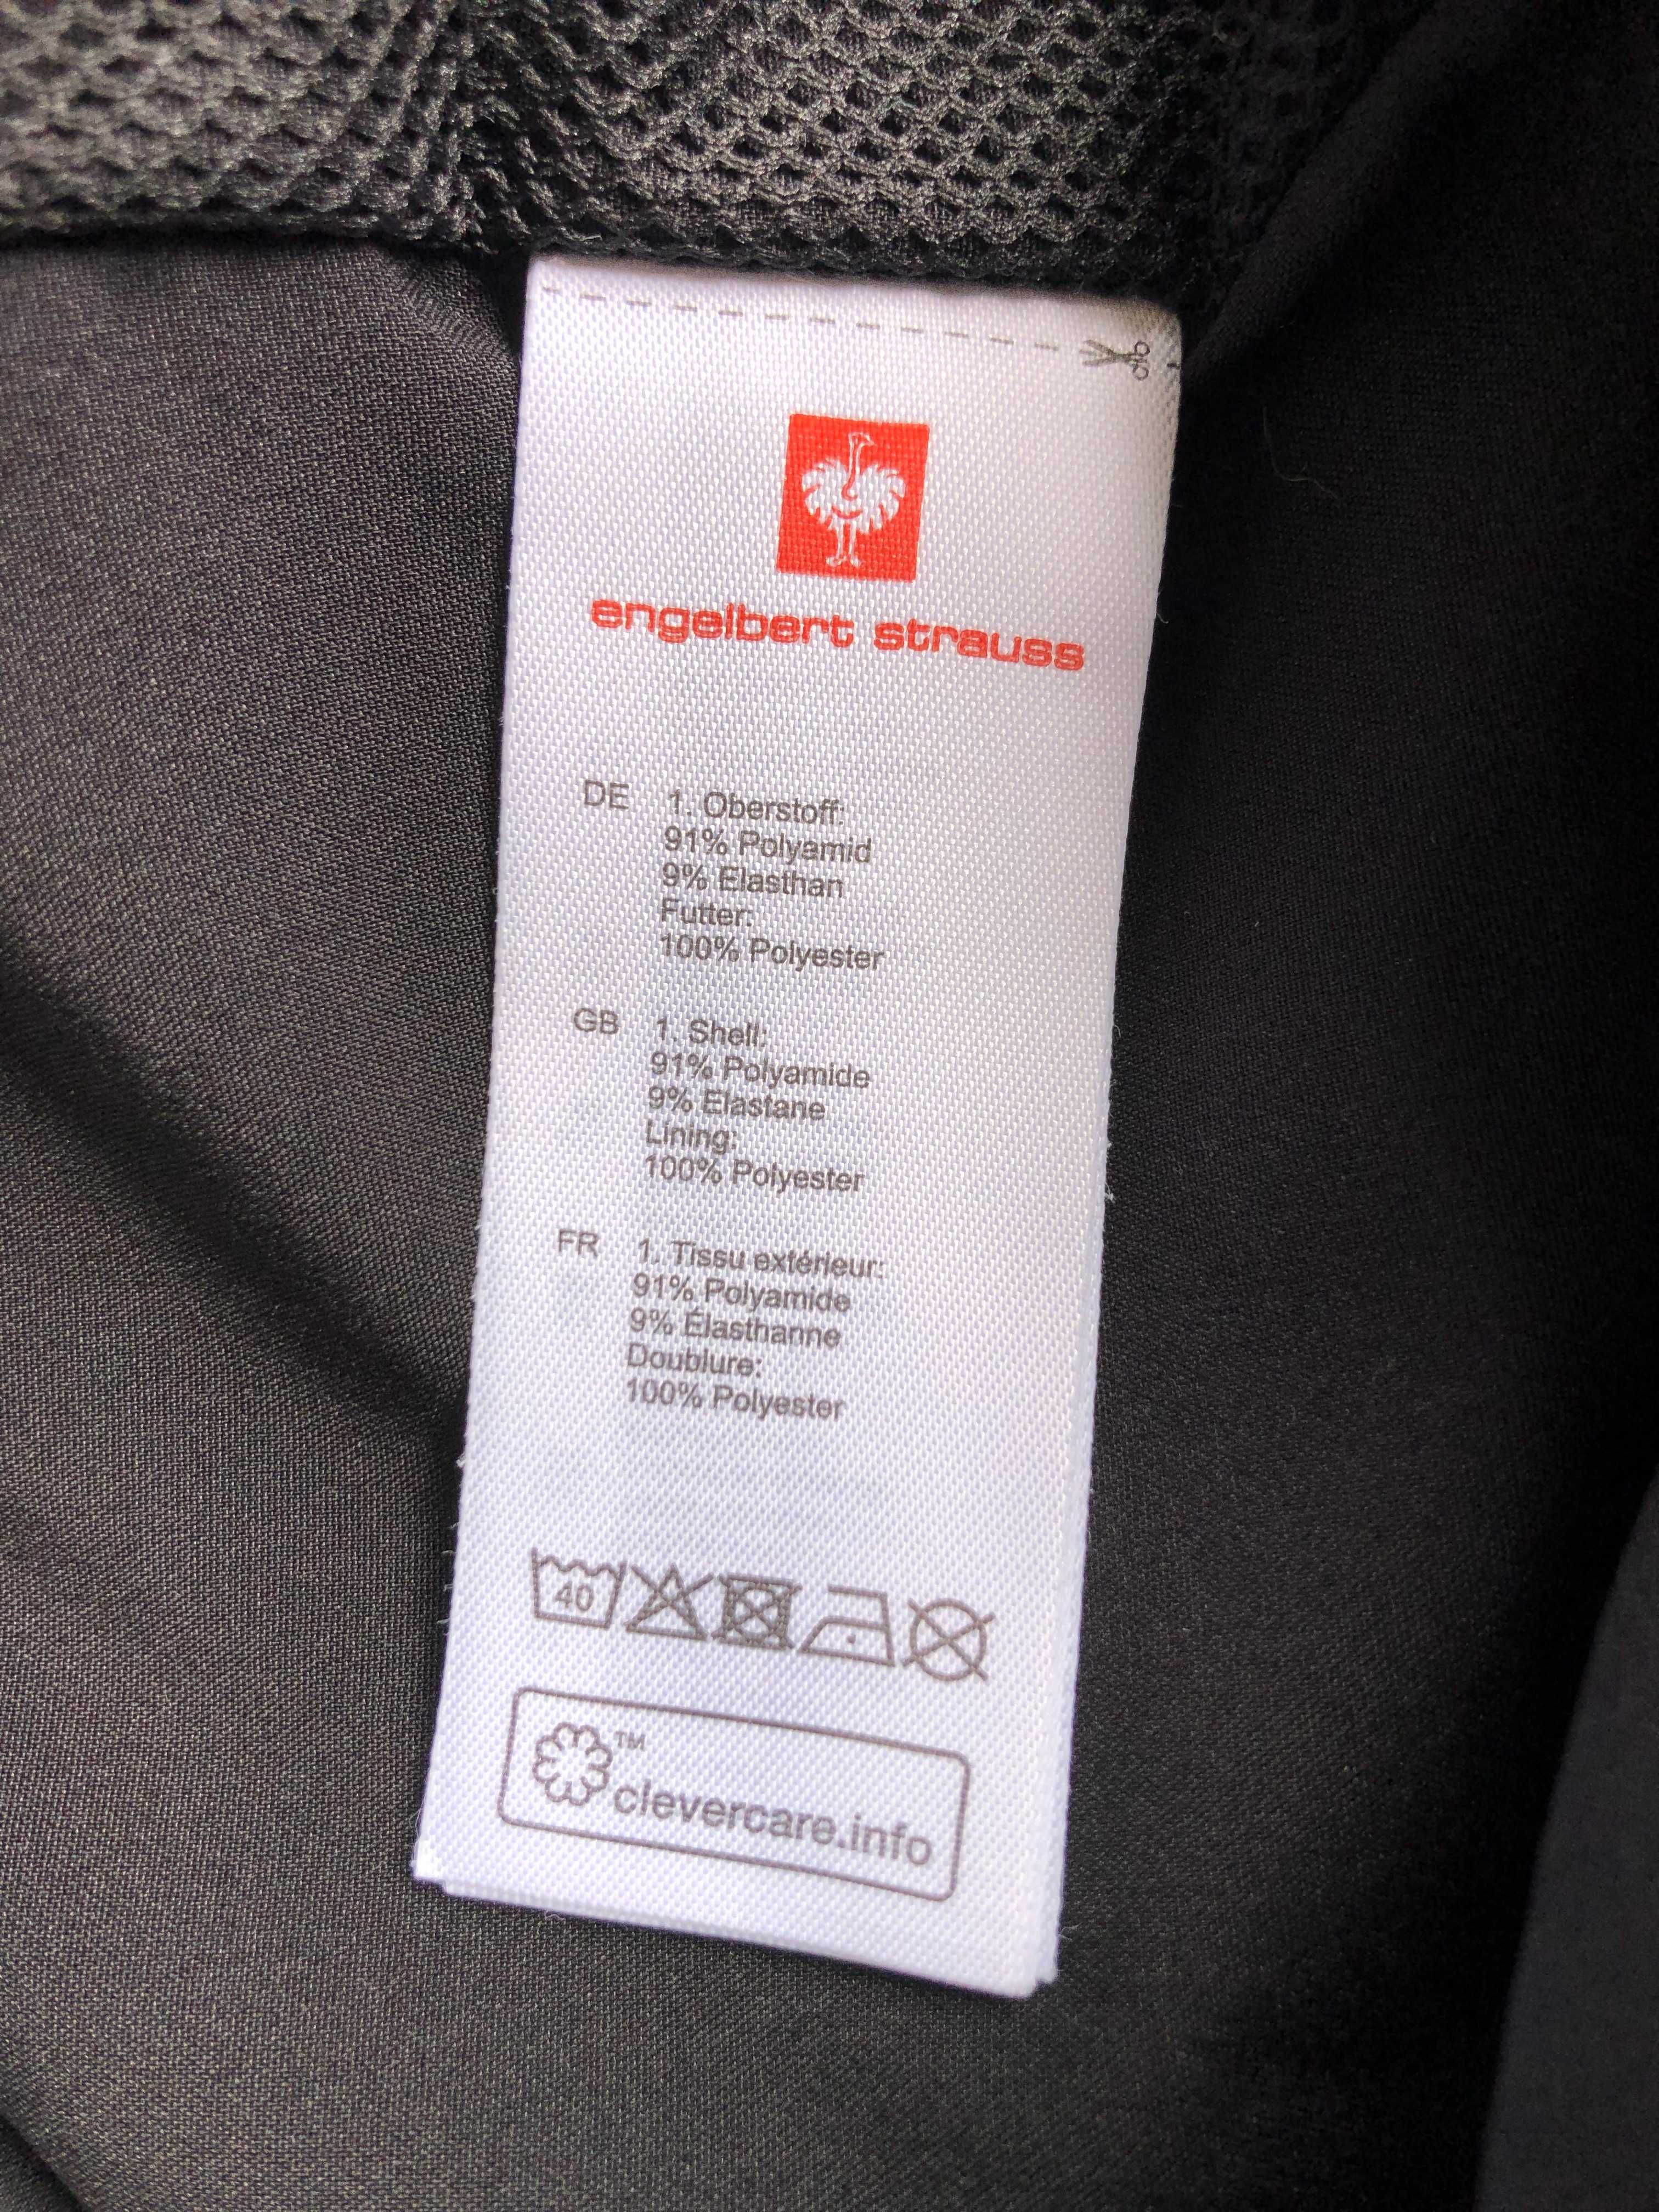 engelbert strauss
DE 1. Oberstoff:
91% Polyamid
9% Elasthan
Futter:
100% Polyester
GB 1. Shell:
91% Polyamide
9% Elastane
Lining:
100% Polyester
FR 1. Tissu extérieur:
91% Polyamide
9% Élasthanne
Doublure:
100% Polyester
40
™
clevercare.info